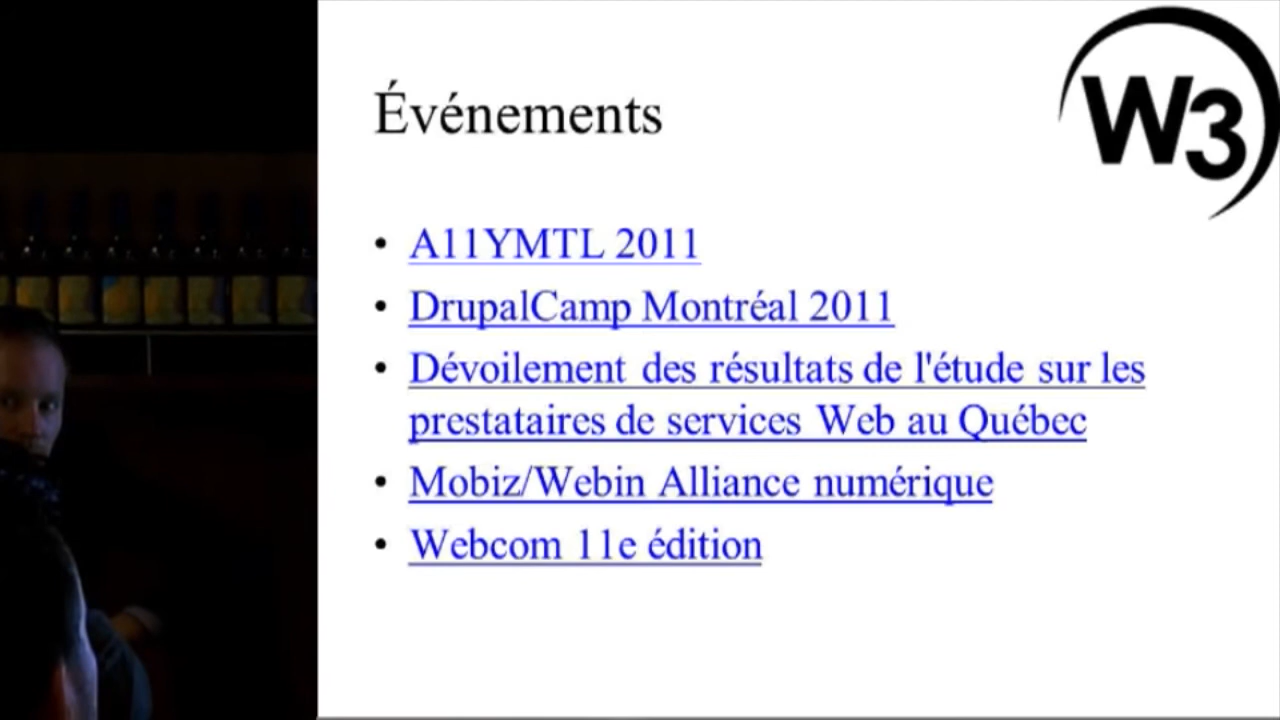 W3
Événements
• A11YMTL 2011
• DrupalCamp Montréal 2011
• Dévoilement des résultats de l'étude sur les
prestataires de services Web au Québec
• Mobiz/Webin Alliance numérique
• Webcom 11e édition